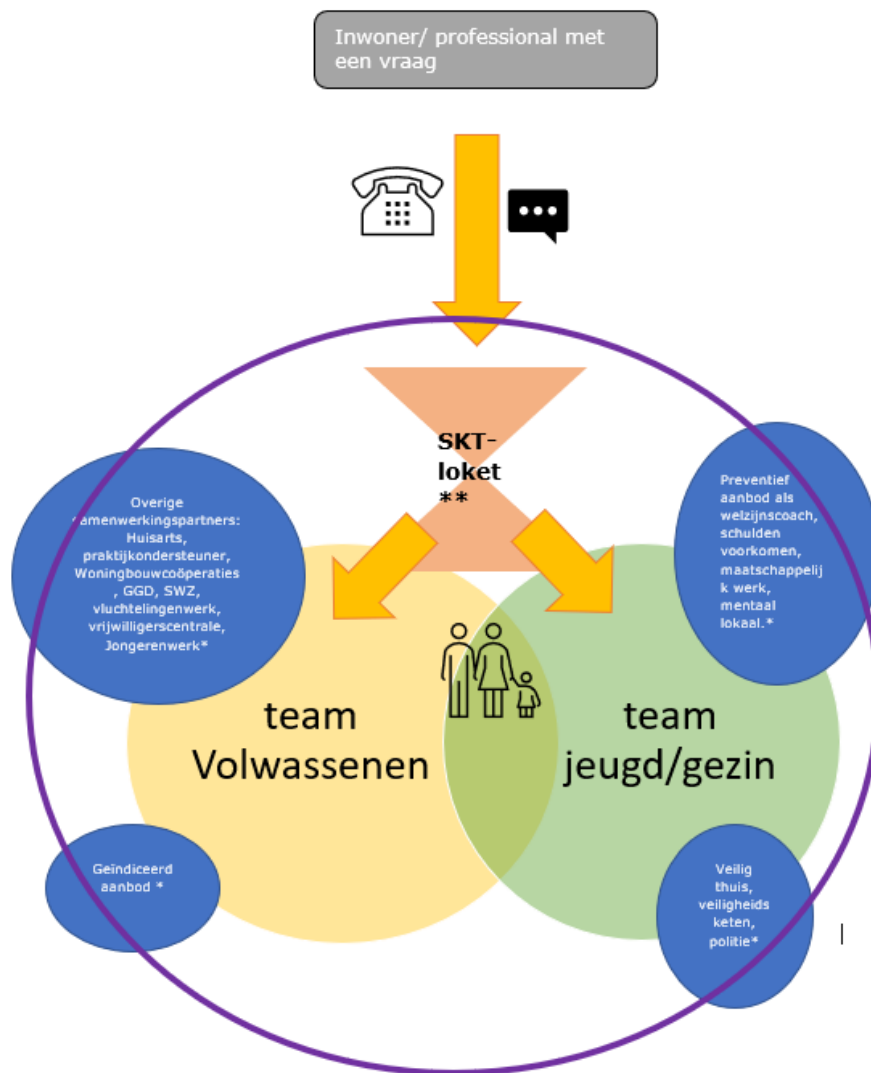 Inwoner/ professional met
een vraag
SKT-
loket
**
Overige
samenwerkingspartners:
Huisarts,
praktijkondersteuner,
Woningbouwcoöperaties
, GGD, SWZ,
vluchtelingenwerk,
vrijwilligerscentrale,
Jongerenwerk*
Preventief
aanbod als
welzijnscoach,
schulden
voorkomen,
maatschappelij
k werk,
mentaal
lokaal.*
team
Volwassenen
team
jeugd/gezin
Geïndiceerd
aanbod *
Veilig
thuis,
veiligheids
keten,
politie*